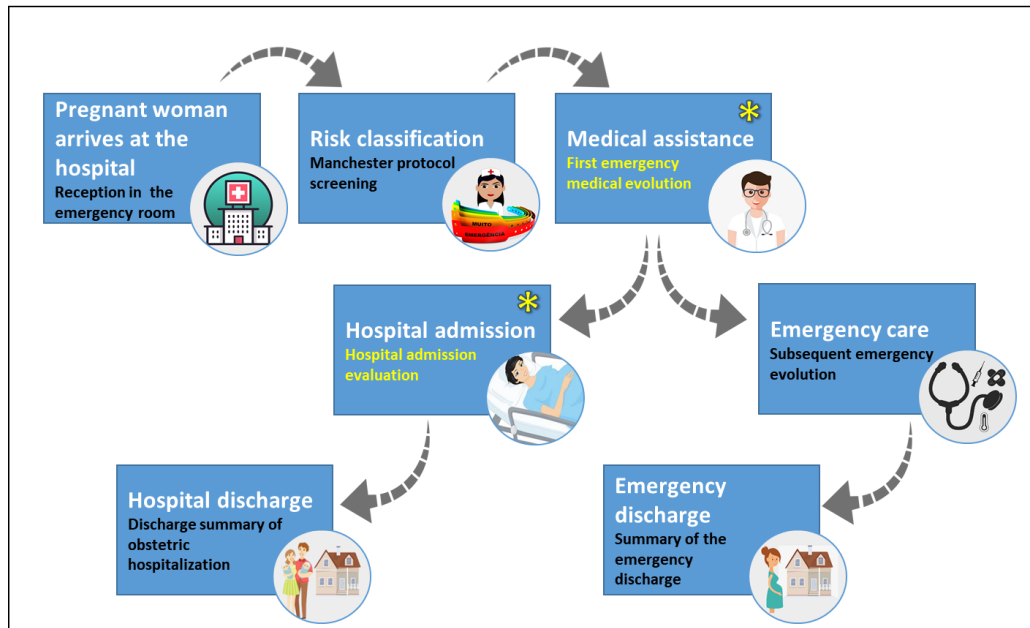 Pregnant woman
arrives at the
hospital
Reception in the
emergency room
Risk classification
Manchester protocol
screening
MUITO
EMERGÊNCIA
Medical assistance
First emergency
medical evolution
Hospital admission
Hospital admission
evaluation
Emergency care
Subsequent emergency
evolution
Hospital discharge
Discharge summary of
obstetric
hospitalization
Emergency
discharge
Summary of the
emergency
discharge